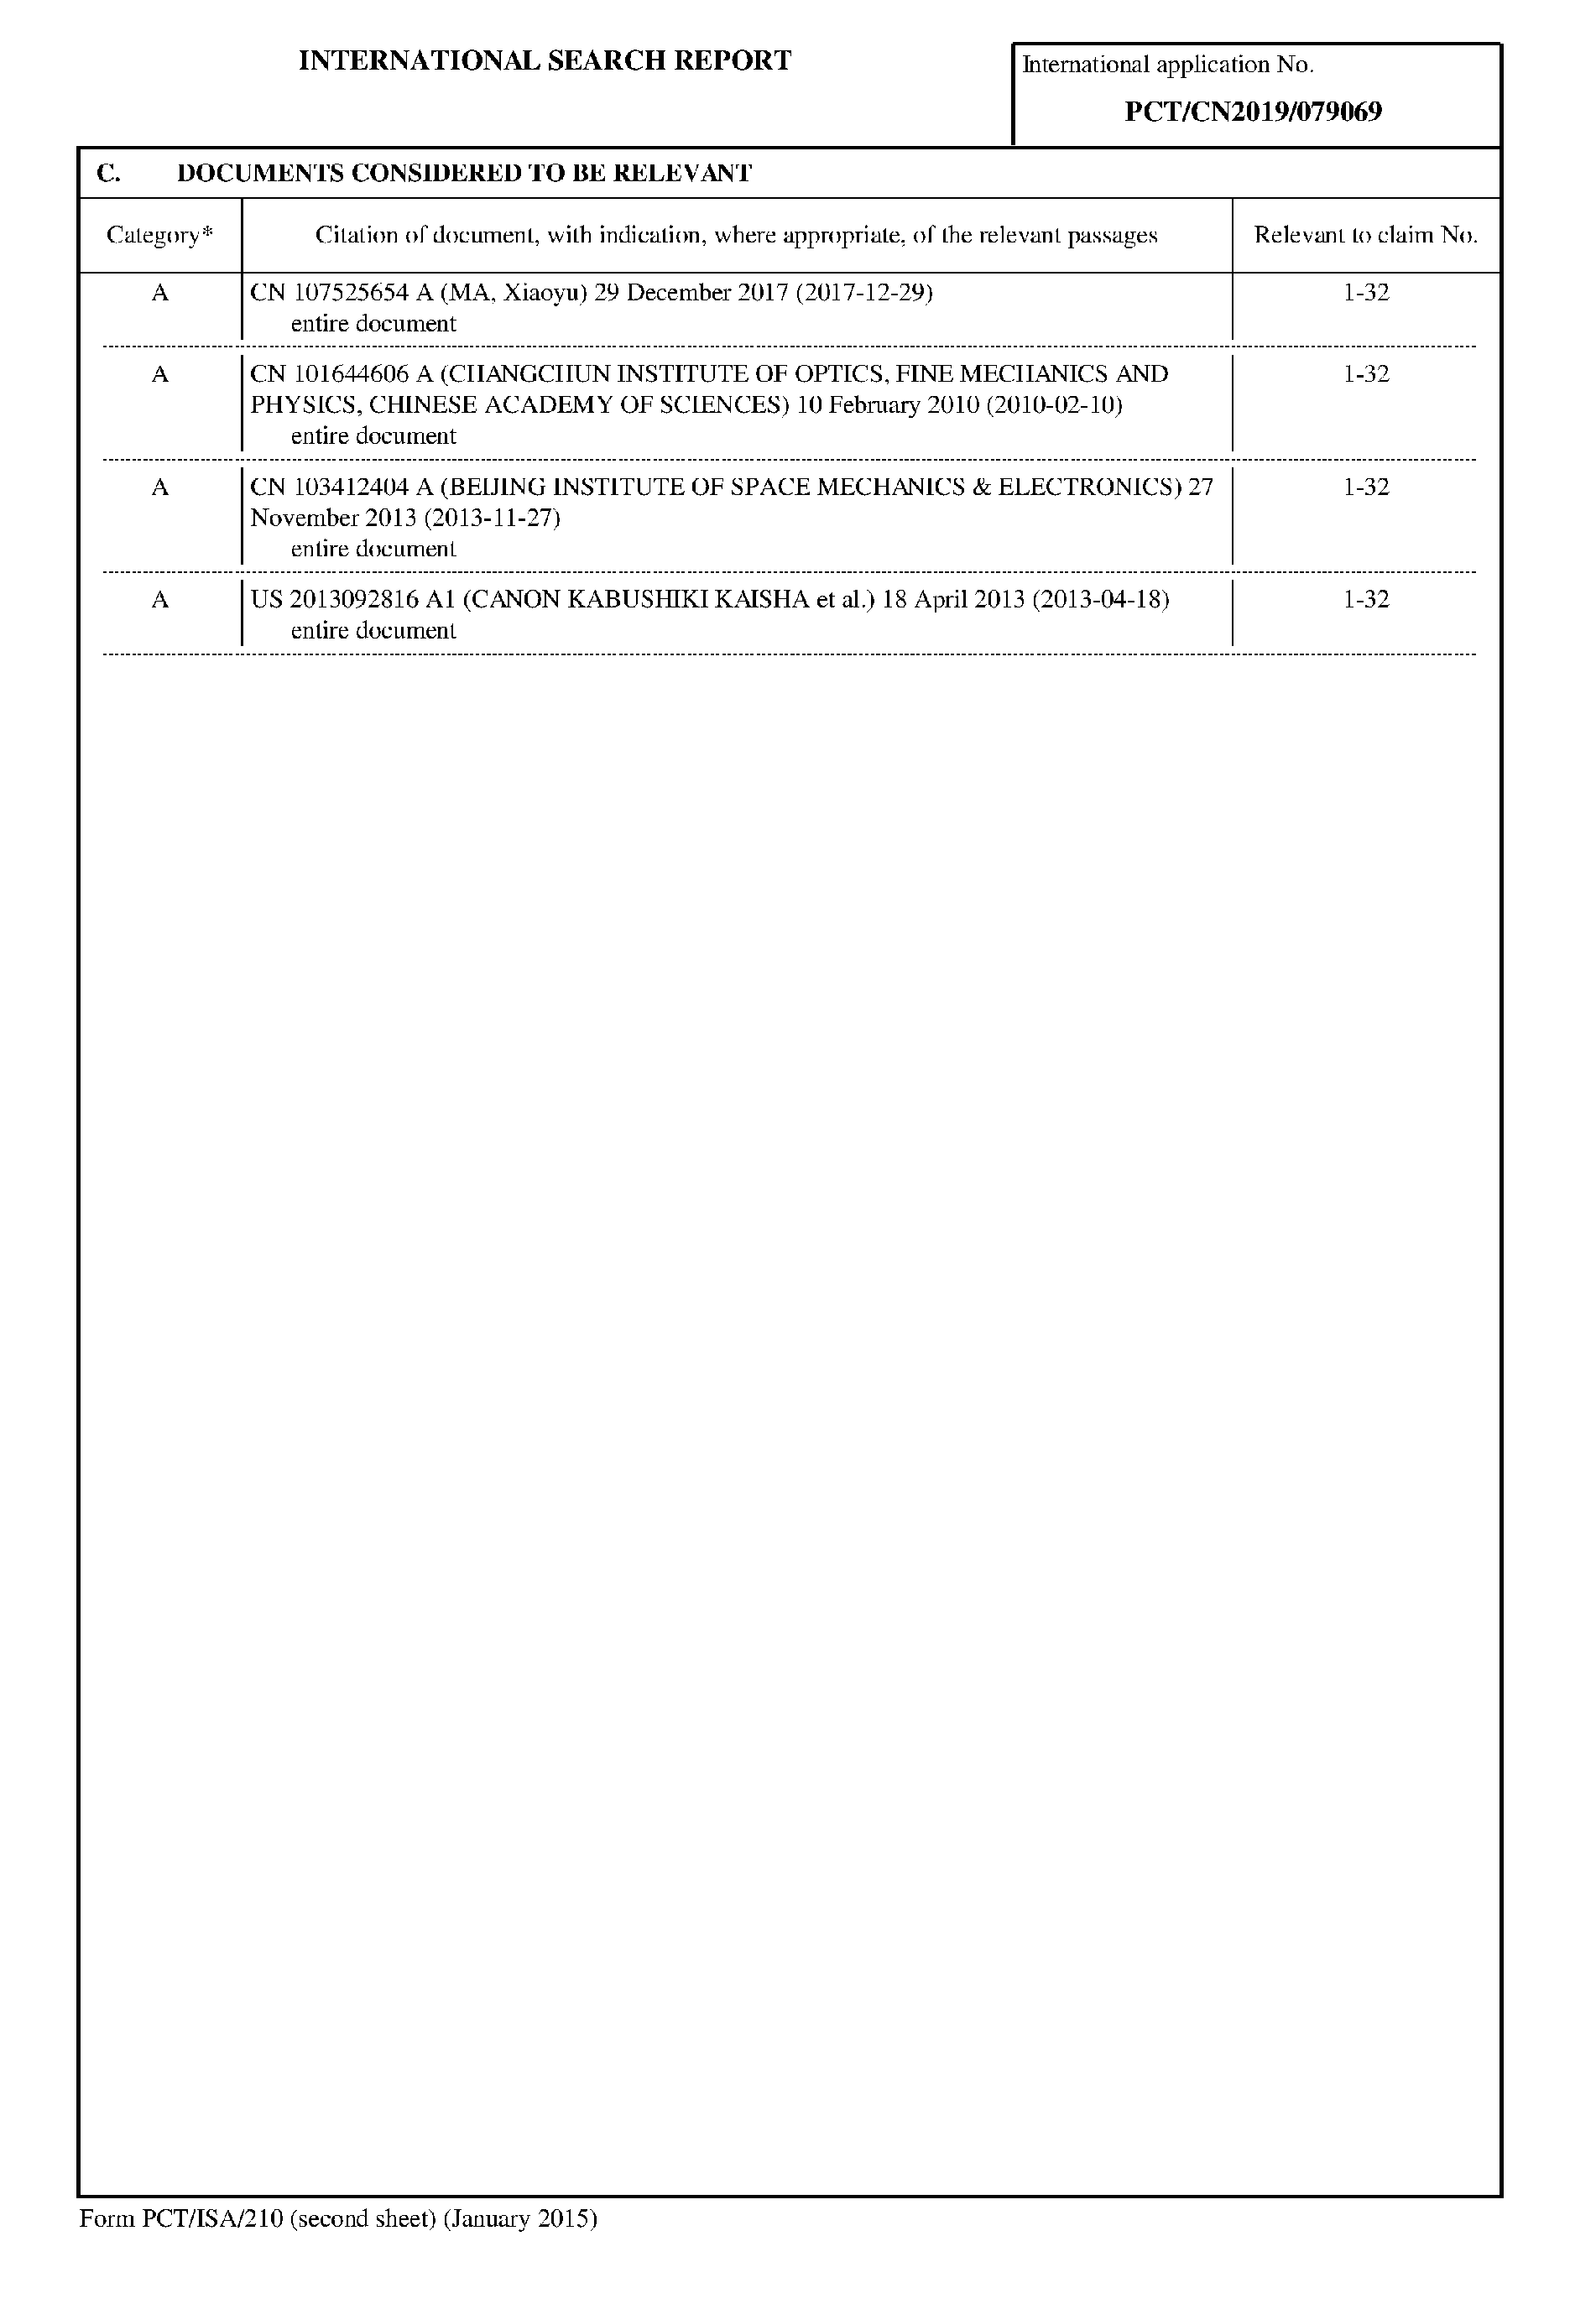 INTERNATIONAL SEARCH REPORT
International application No.
PCT/CN2019/079069
C. DOCUMENTS CONSIDERED TO BE RELEVANT
Category* Citation of document, with indication, where appropriate, of the relevant passages Relevant to claim No.
A CN 107525654 A (MA, Xiaoyu) 29 December 2017 (2017-12-29) 1-32
entire document
A CN 101644606 A (CHANGCHUN INSTITUTE OF OPTICS, FINE MECHANICS AND 1-32
PHYSICS, CHINESE ACADEMY OF SCIENCES) 10 February 2010 (2010-02-10)
entire document
A CN 103412404 A (BEIJING INSTITUTE OF SPACE MECHANICS & ELECTRONICS) 27 1-32
November 2013 (2013-11-27)
entire document
A US 2013092816 A1 (CANON KABUSHIKI KAISHA et al.) 18 April 2013 (2013-04-18) 1-32
entire document
Form PCT/ISA/210 (second sheet) (January 2015)